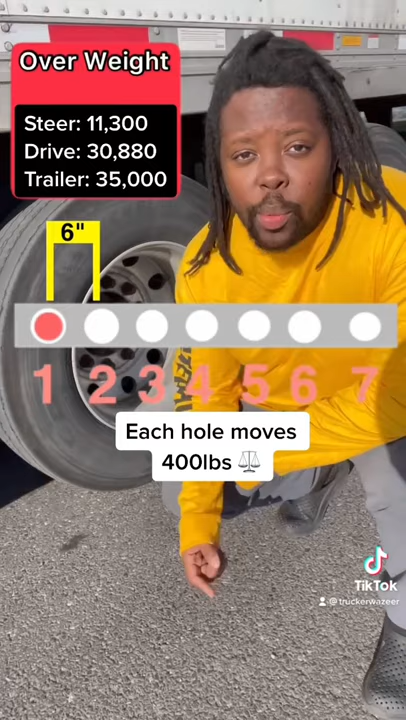 Over Weight
Steer: 11,300
Drive: 30,880
Trailer: 35,000
6"
1 2 3 4 5 6 7
Each hole moves
400lbs ⚖️
TikTok
@truckerwazeer